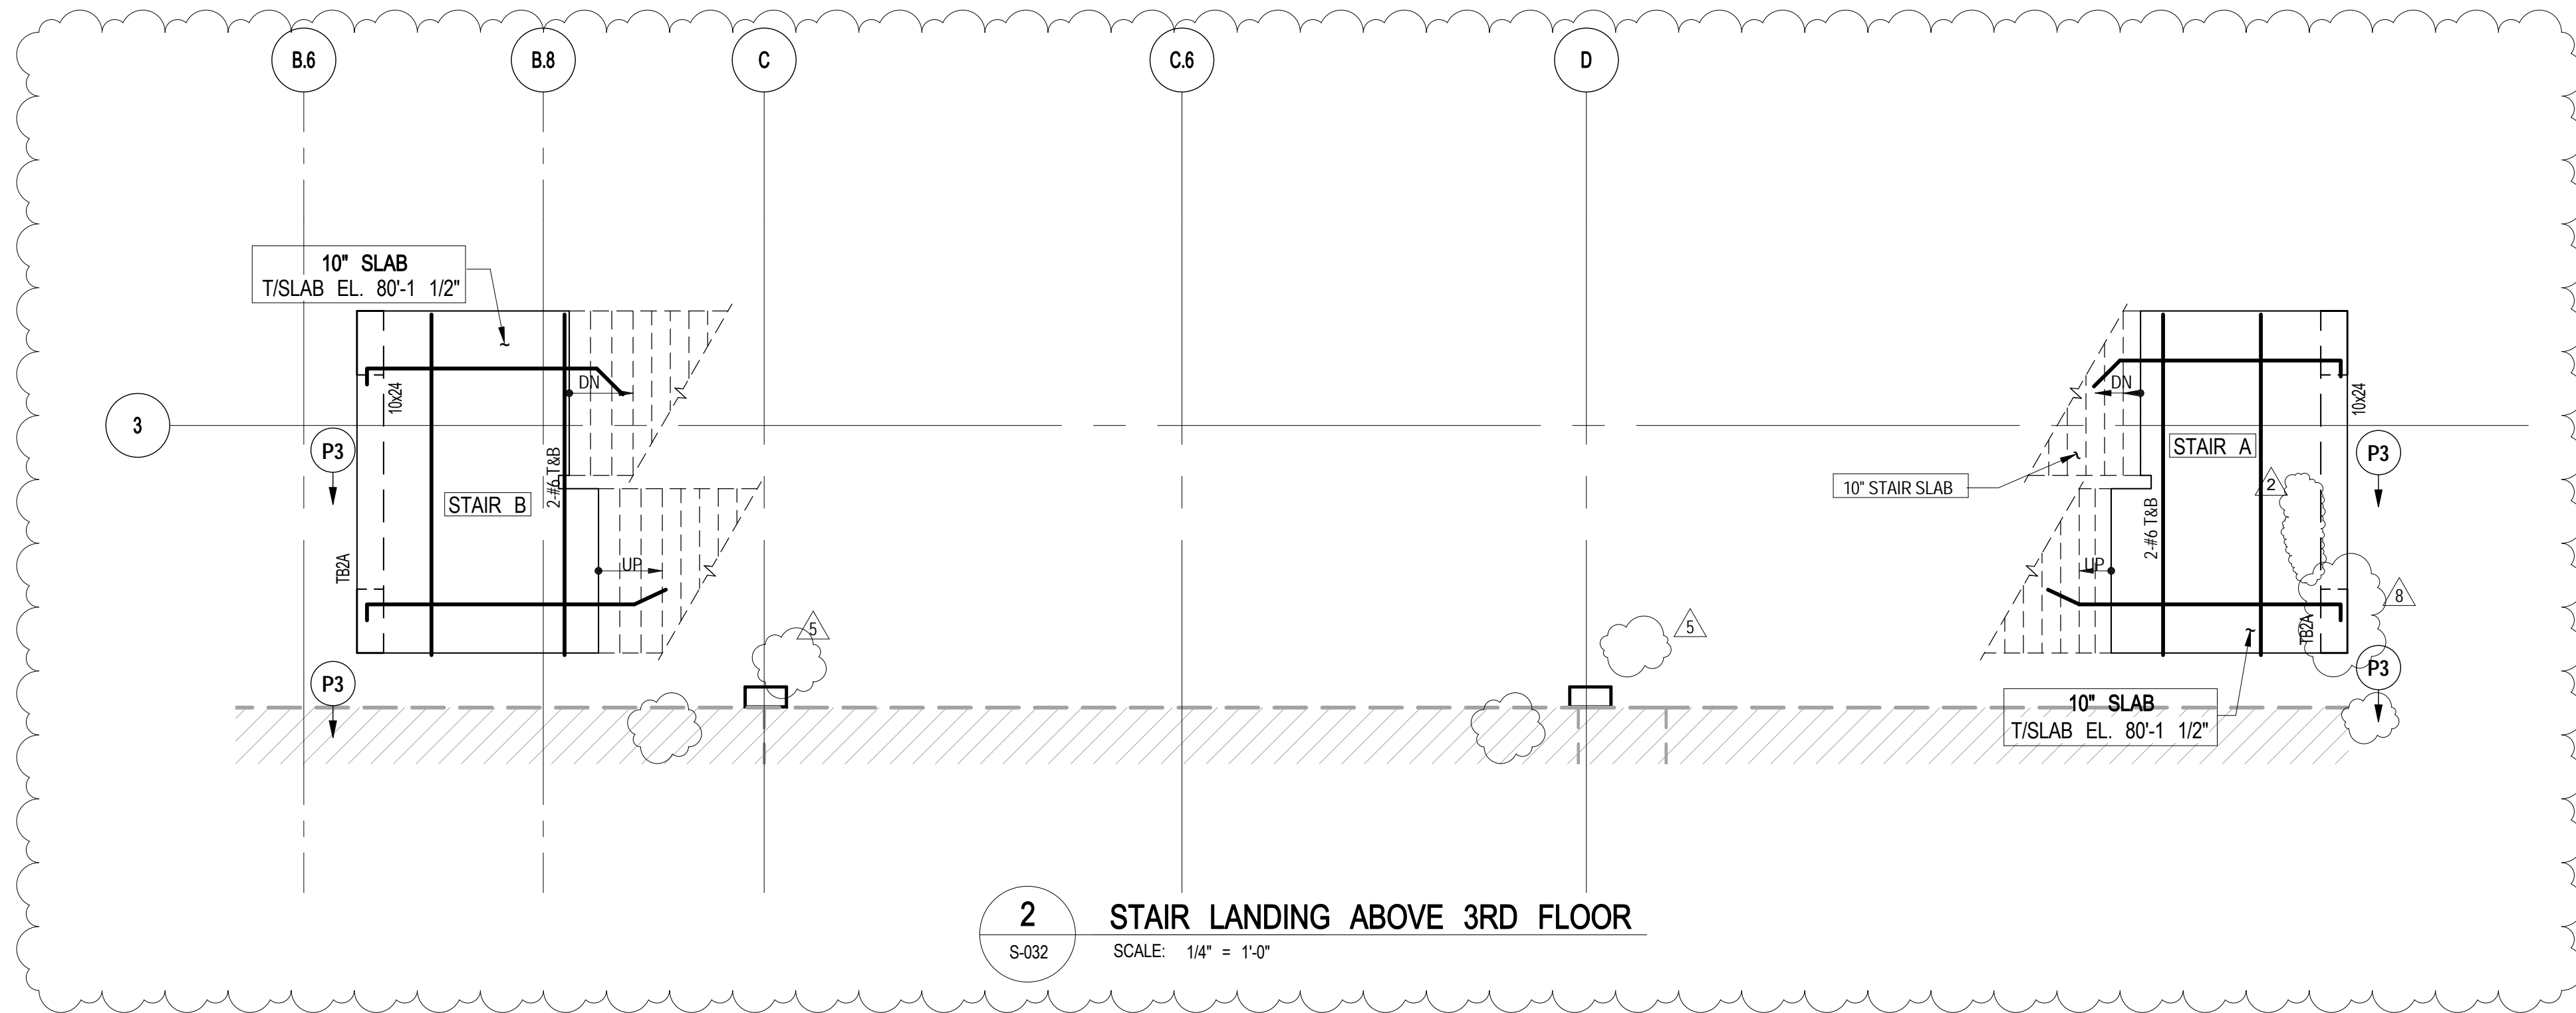 B.6
B.8
C
C.6
D
10" SLAB
T/SLAB EL. 80'-1 1/2"
DN
10x24
3
P3
2-#6 T&B
STAIR B
TB2A
UP
P3
5
DN
10x24
STAIR A
P3
10" STAIR SLAB
2
2-#6 T&B
UP
8
5
TB2A
P3
10" SLAB
T/SLAB EL. 80'-1 1/2"
2
S-032
STAIR LANDING ABOVE 3RD FLOOR
SCALE: 1/4" = 1'-0"